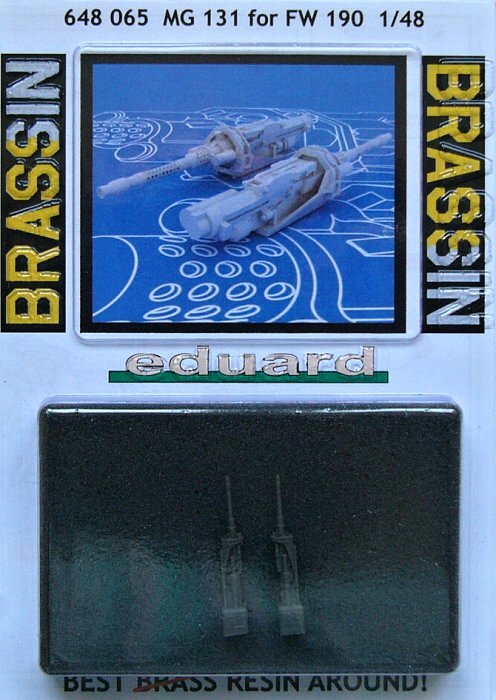 648 065 MG 131 for FW 190 1/48
BRASSIN
BRASSIN
eduard
BEST BRASS RESIN AROUND!